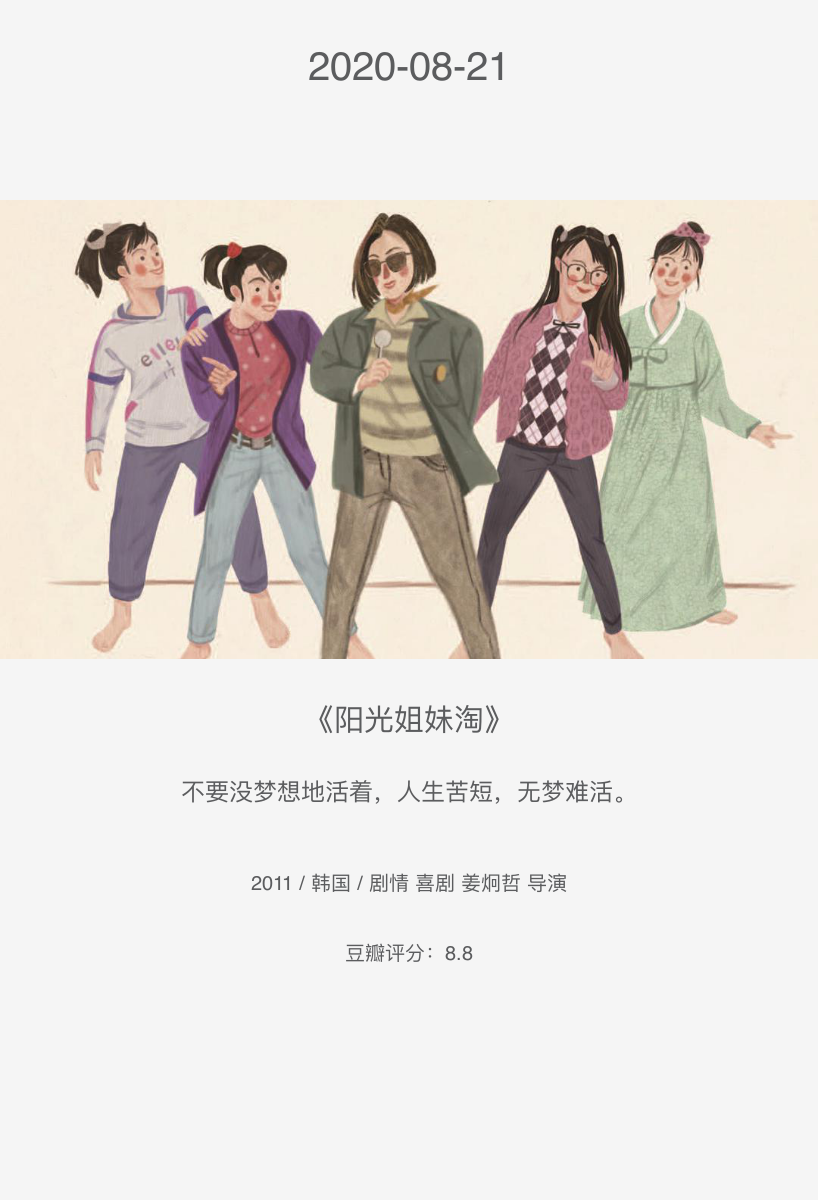 2020-08-21
elle
《阳光姐妹淘》
不要没梦想地活着，人生苦短，无梦难活。
2011 / 韩国 / 剧情 喜剧 姜炯哲 导演
豆瓣评分：8.8